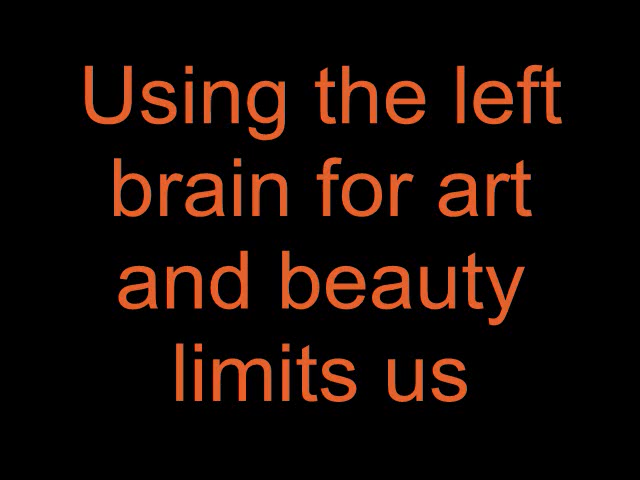 Using the left
brain for art
and beauty
limits us